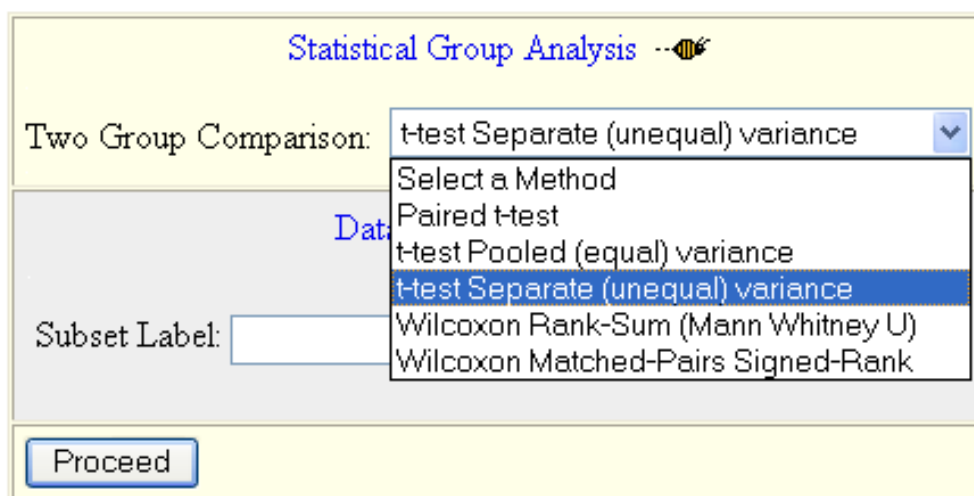 Statistical Group Analysis
Two Group Comparison: t-test Separate (unequal) variance
Select a Method
Paired t-test
t-test Pooled (equal) variance
t-test Separate (unequal) variance
Wilcoxon Rank-Sum (Mann Whitney U)
Wilcoxon Matched-Pairs Signed-Rank
Subset Label:
Proceed